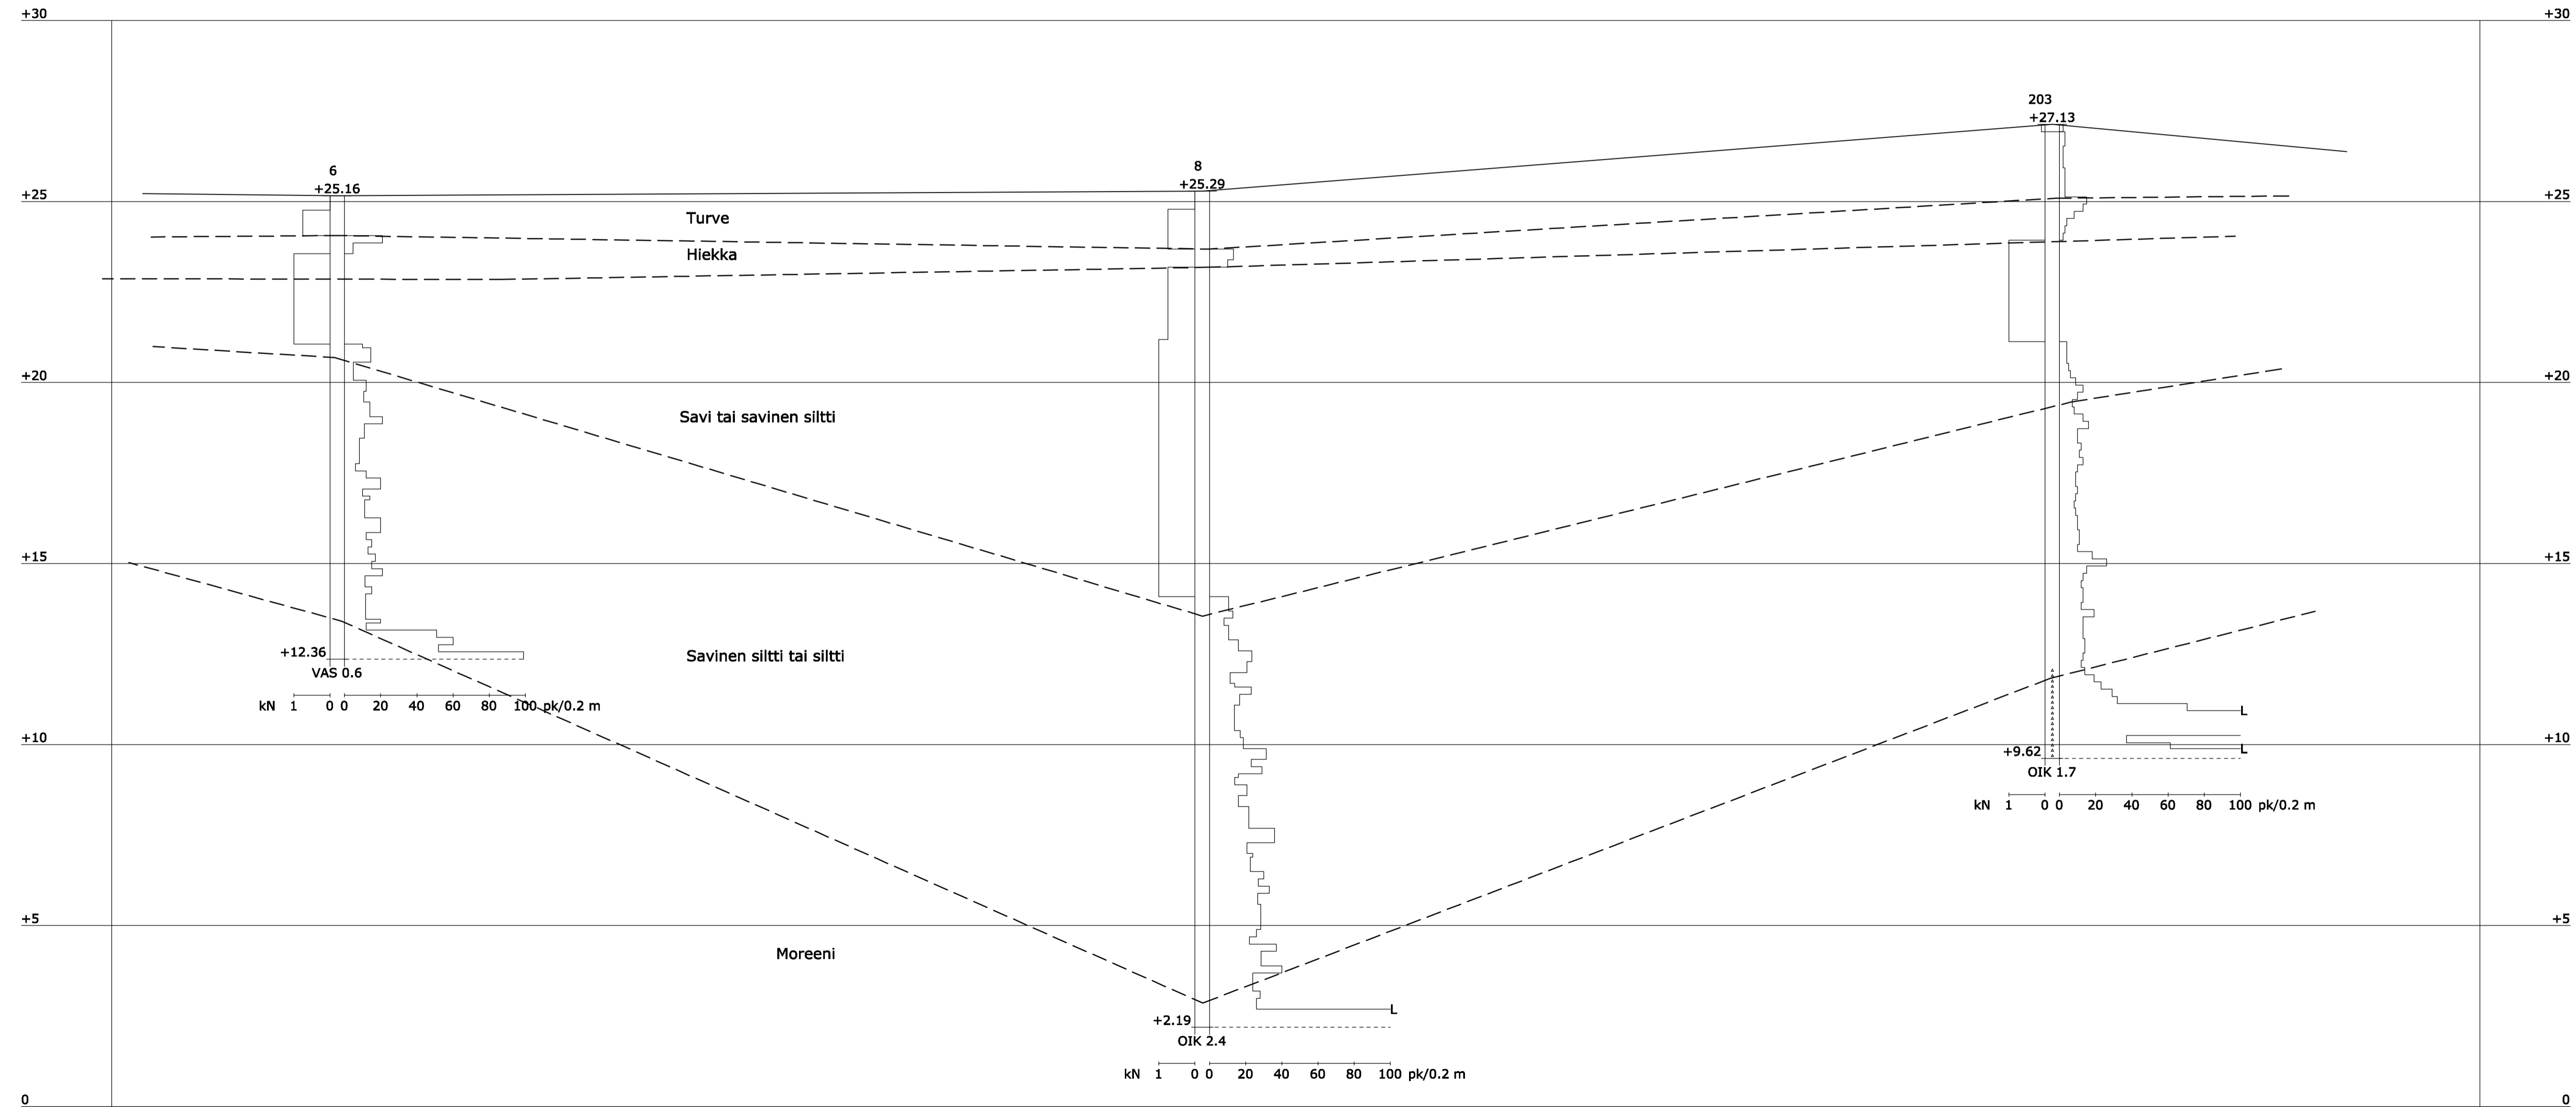 +30 +30
203
+27.13
6
+25.16
8
+25.29
+25 +25
Turve
Hiekka
+20 +20
Savi tai savinen siltti
+15 +15
Savinen siltti tai siltti
+12.36
VAS 0.6
kN 1 0 0 20 40 60 80 100 pk/0.2 m
L
+10 +10
L
+9.62
OIK 1.7
kN 1 0 0 20 40 60 80 100 pk/0.2 m
+5 +5
Moreeni
L
+2.19
OIK 2.4
kN 1 0 0 20 40 60 80 100 pk/0.2 m
0 0